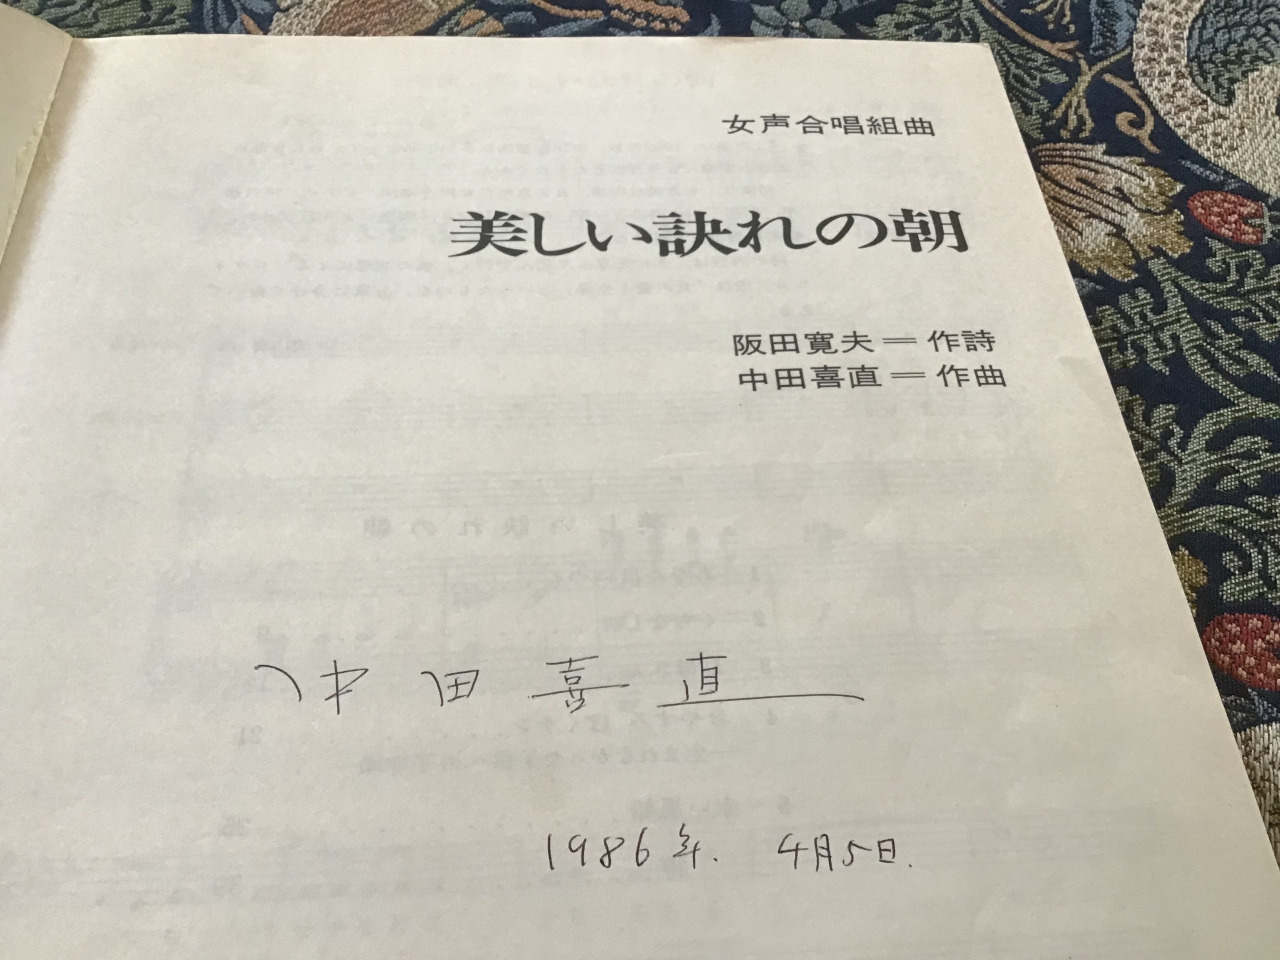 女声合唱組曲
美しい訣れの朝
阪田寛夫＝作詩
中田喜直＝作曲
中田喜直
1986年. 4月5日.